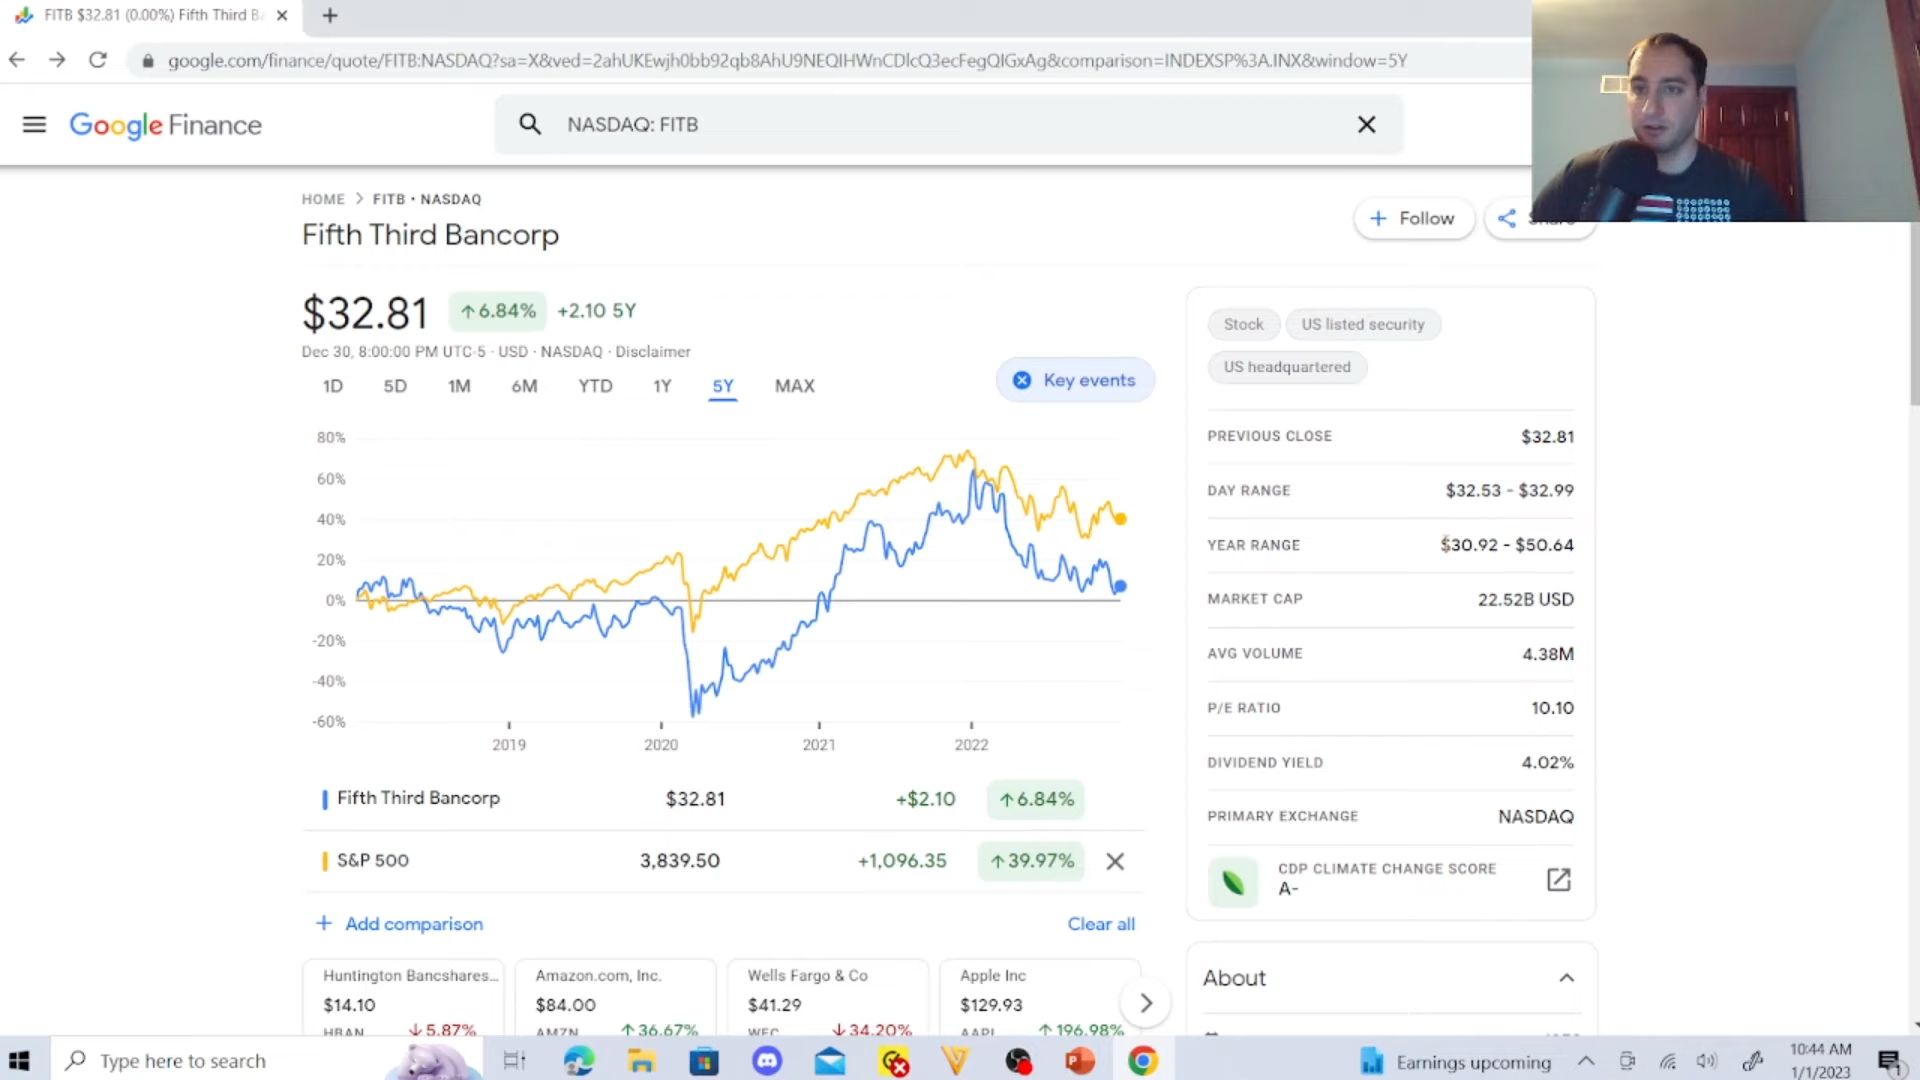 FITB $32.81 (0.00%) Fifth Third Ba
google.com/finance/quote/FITB:NASDAQ?sa=X&ved=2ahUKEwjh0bb92qb8AhU9NEQIHWnCDlcQ3ecFegQIGxAg&comparison=INDEXSP%3A.INX&window=5Y
Google Finance
NASDAQ: FITB
HOME > FITB • NASDAQ
Fifth Third Bancorp
Follow
Share
$32.81
↑6.84%
+2.10 5Y
Dec 30, 8:00:00 PM UTC-5 · USD · NASDAQ · Disclaimer
1D 5D 1M 6M YTD 1Y 5Y MAX
Key events
80%
60%
40%
20%
0%
-20%
-40%
-60%
2019 2020 2021 2022
Fifth Third Bancorp $32.81 +$2.10 ↑6.84%
S&P 500 3,839.50 +1,096.35 ↑39.97%
+ Add comparison
Clear all
Huntington Bancshares...
$14.10
HBAN ↓5.87%
Amazon.com, Inc.
$84.00
AMZN ↑36.67%
Wells Fargo & Co
$41.29
WFC ↓34.20%
Apple Inc
$129.93
AAPL ↑196.98%
Stock
US listed security
US headquartered
PREVIOUS CLOSE $32.81
DAY RANGE $32.53 - $32.99
YEAR RANGE $30.92 - $50.64
MARKET CAP 22.52B USD
AVG VOLUME 4.38M
P/E RATIO 10.10
DIVIDEND YIELD 4.02%
PRIMARY EXCHANGE NASDAQ
CDP CLIMATE CHANGE SCORE
A-
About
Type here to search
Earnings upcoming
10:44 AM
1/1/2023
1